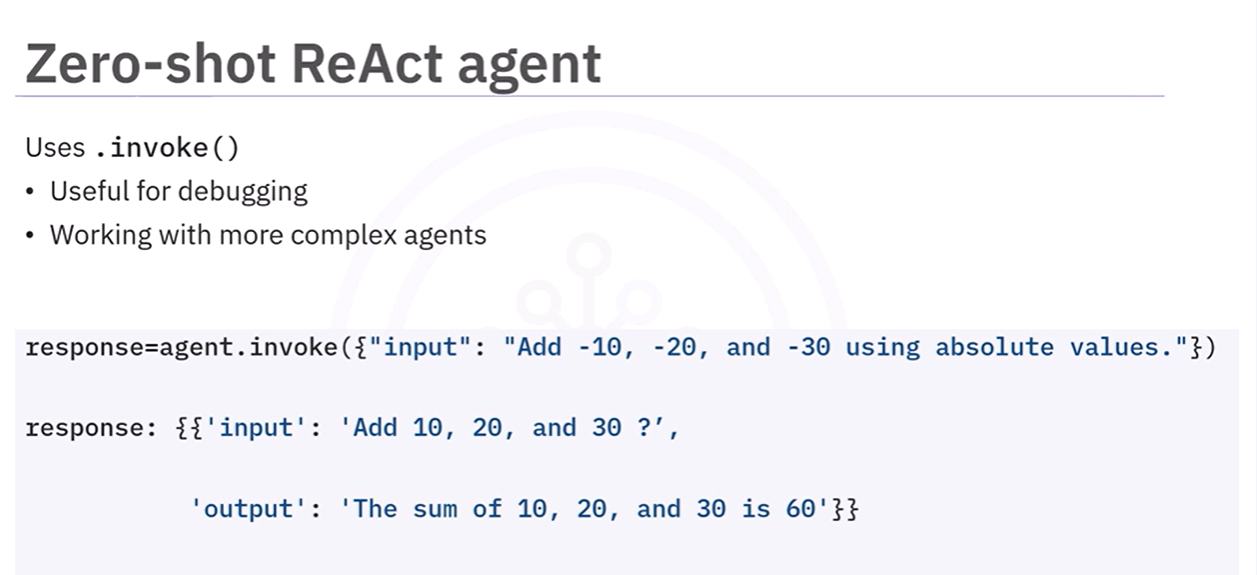 Zero-shot ReAct agent
Uses .invoke()
• Useful for debugging
• Working with more complex agents
response=agent.invoke({"input": "Add -10, -20, and -30 using absolute values."})
response: {{'input': 'Add 10, 20, and 30 ?’,
'output': 'The sum of 10, 20, and 30 is 60'}}